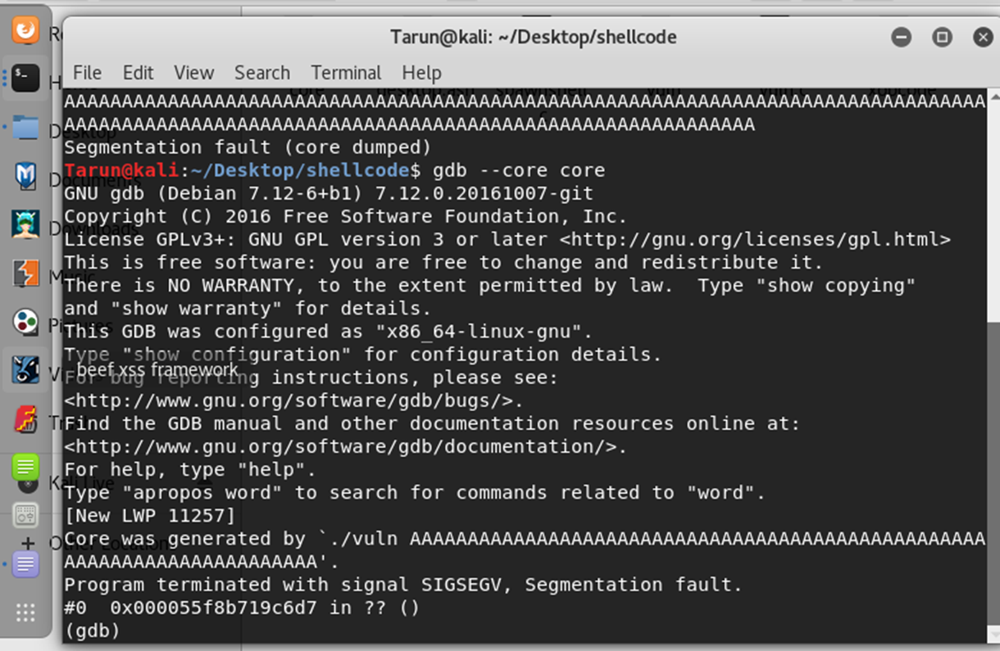 Tarun@kali: ~/Desktop/shellcode
File Edit View Search Terminal Help
AAAAAAAAAAAAAAAAAAAAAAAAAAAAAAAAAAAAAAAAAAAAAAAAAAAAAAAAAAAAAAAAAAAAAAAAAAAAAAAA
AAAAAAAAAAAAAAAAAAAAAAAAAAAAAAAAAAAAAAAAAAAAAAAAAAAAAAAAAAAA
Segmentation fault (core dumped)
Tarun@kali:~/Desktop/shellcode$ gdb --core core
GNU gdb (Debian 7.12-6+b1) 7.12.0.20161007-git
Copyright (C) 2016 Free Software Foundation, Inc.
License GPLv3+: GNU GPL version 3 or later <http://gnu.org/licenses/gpl.html>
This is free software: you are free to change and redistribute it.
There is NO WARRANTY, to the extent permitted by law.  Type "show copying"
and "show warranty" for details.
This GDB was configured as "x86_64-linux-gnu".
Type "show configuration" for configuration details.
beef xss framework
For bug reporting instructions, please see:
<http://www.gnu.org/software/gdb/bugs/>.
Find the GDB manual and other documentation resources online at:
<http://www.gnu.org/software/gdb/documentation/>.
For help, type "help".
Type "apropos word" to search for commands related to "word".
[New LWP 11257]
Core was generated by `./vuln AAAAAAAAAAAAAAAAAAAAAAAAAAAAAAAAAAAAAAAAAAAAAAAAAA
AAAAAAAAAAAAAAAAAAAAAA'.
Program terminated with signal SIGSEGV, Segmentation fault.
#0  0x000055f8b719c6d7 in ?? ()
(gdb)
Desktop
Documents
Downloads
Music
Pictures
Kali Live